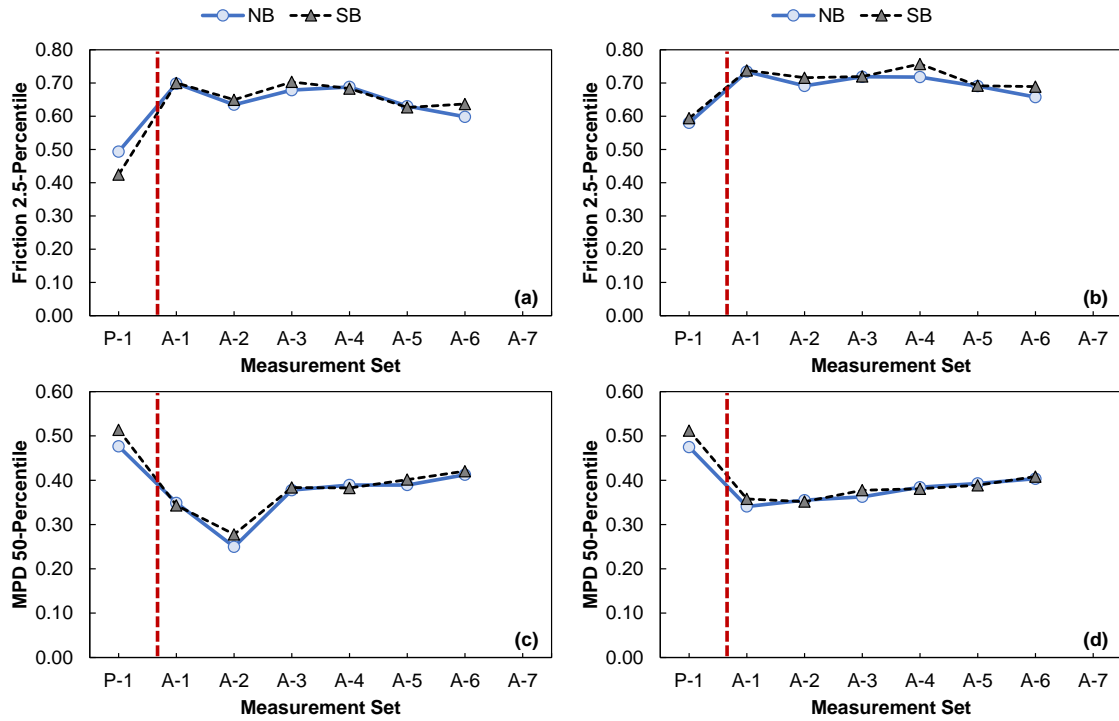 NB SB
Friction 2.5-Percentile
0.80
0.70
0.60
0.50
0.40
0.30
0.20
0.10
0.00
(a)
P-1 A-1 A-2 A-3 A-4 A-5 A-6 A-7
Measurement Set
NB SB
Friction 2.5-Percentile
0.80
0.70
0.60
0.50
0.40
0.30
0.20
0.10
0.00
(b)
P-1 A-1 A-2 A-3 A-4 A-5 A-6 A-7
Measurement Set
MPD 50-Percentile
0.60
0.50
0.40
0.30
0.20
0.10
0.00
(c)
P-1 A-1 A-2 A-3 A-4 A-5 A-6 A-7
Measurement Set
MPD 50-Percentile
0.60
0.50
0.40
0.30
0.20
0.10
0.00
(d)
P-1 A-1 A-2 A-3 A-4 A-5 A-6 A-7
Measurement Set